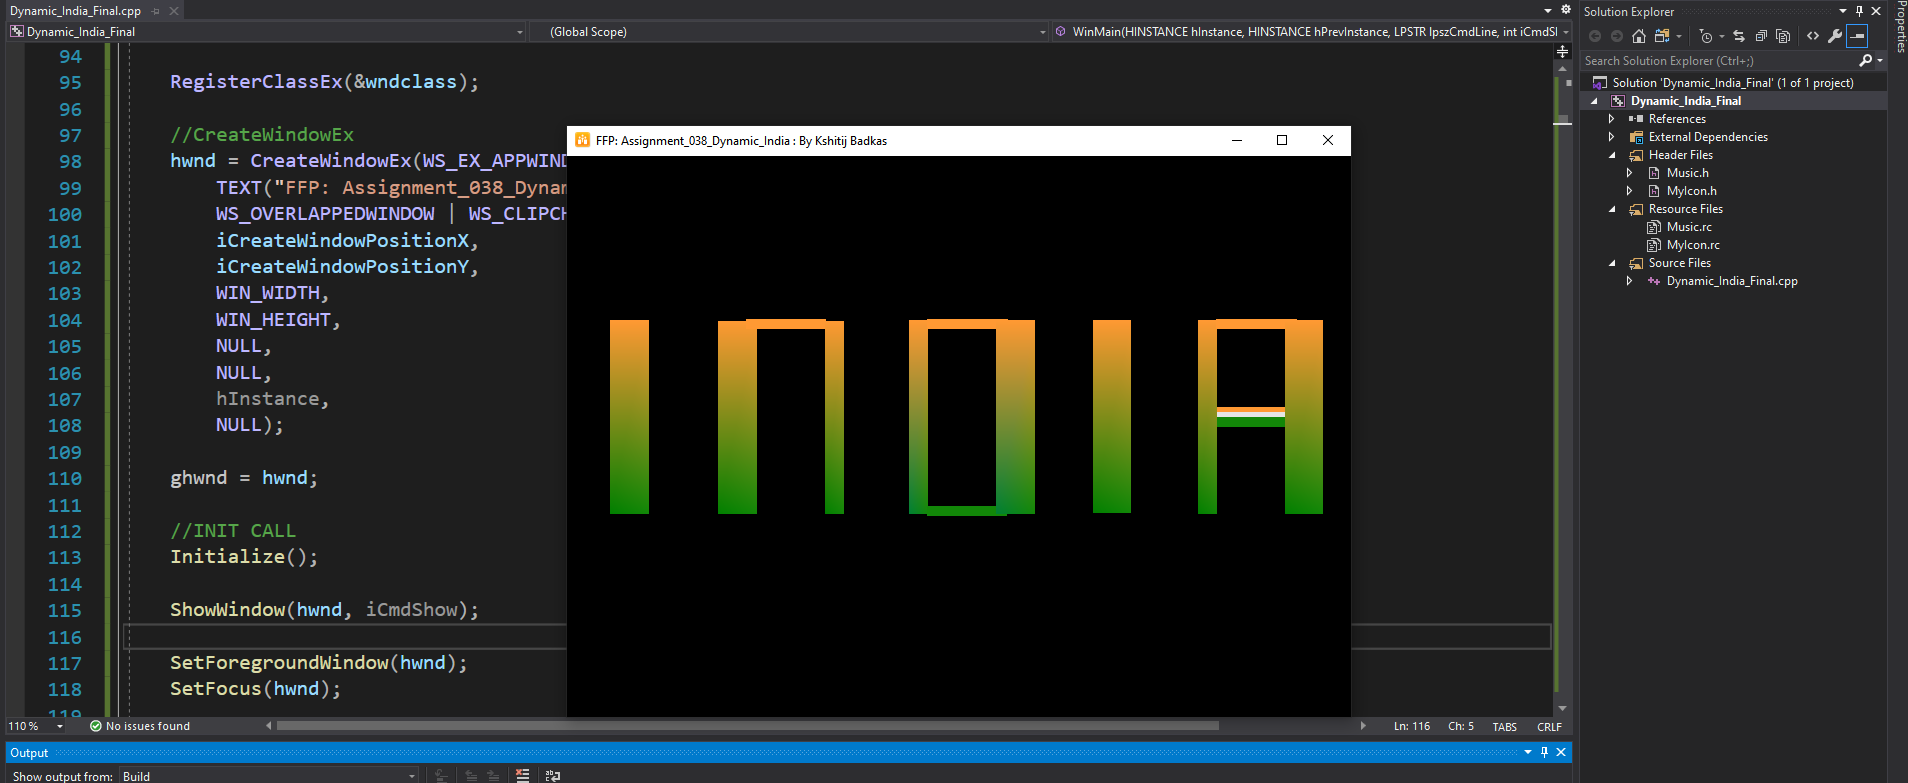 Dynamic_India_Final.cpp
Dynamic_India_Final
(Global Scope)
WinMain(HINSTANCE hInstance, HINSTANCE hPrevInstance, LPSTR lpszCmdLine, int iCmdSl
94
95 RegisterClassEx(&wndclass);
96
97 //CreateWindowEx
98 hwnd = CreateWindowEx(WS_EX_APPWIND
99 TEXT("FFP: Assignment_038_Dynam
100 WS_OVERLAPPEDWINDOW | WS_CLIPCH
101 iCreateWindowPositionX,
102 iCreateWindowPositionY,
103 WIN_WIDTH,
104 WIN_HEIGHT,
105 NULL,
106 NULL,
107 hInstance,
108 NULL);
109
110 ghwnd = hwnd;
111
112 //INIT CALL
113 Initialize();
114
115 ShowWindow(hwnd, iCmdShow);
116
117 SetForegroundWindow(hwnd);
118 SetFocus(hwnd);
119
110 %
No issues found
Ln: 116 Ch: 5 TABS CRLF
Output
Show output from: Build
FFP: Assignment_038_Dynamic_India : By Kshitij Badkas
INDIA
Solution Explorer
Search Solution Explorer (Ctrl+;)
Solution 'Dynamic_India_Final' (1 of 1 project)
Dynamic_India_Final
References
External Dependencies
Header Files
Music.h
MyIcon.h
Resource Files
Music.rc
MyIcon.rc
Source Files
Dynamic_India_Final.cpp
Properties